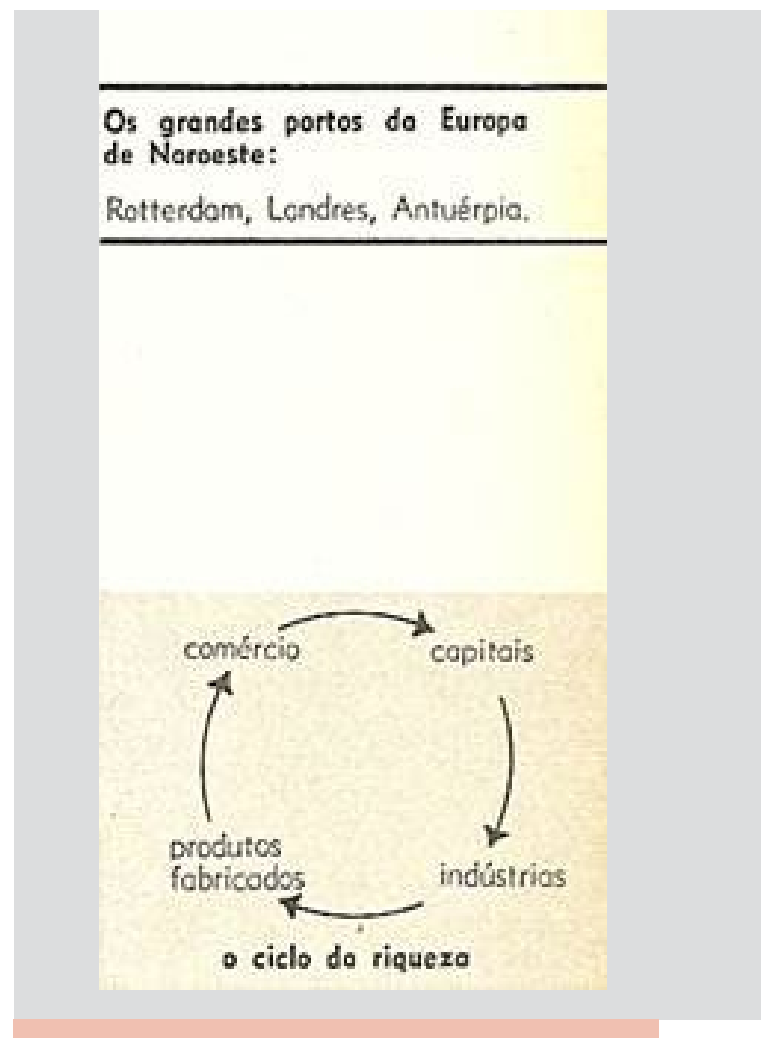 Os grandes portos da Europa
de Noroeste:
Rotterdam, Londres, Antuérpia.
comércio
capitais
produtos
fabricados
indústrias
o ciclo da riqueza